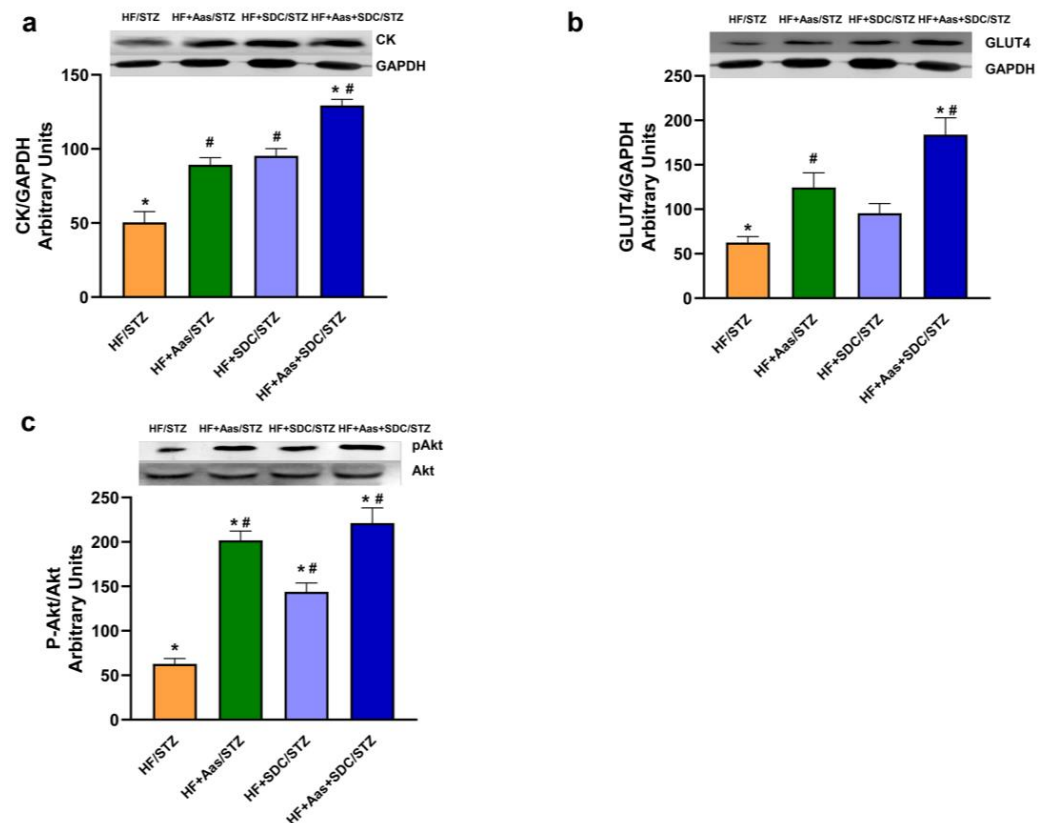 a
HF/STZ HF+Aas/STZ HF+SDC/STZ HF+Aas+SDC/STZ
CK
GAPDH
CK/GAPDH
Arbitrary Units
150
100
50
0
* # # * #
HF/STZ
HF+Aas/STZ
HF+SDC/STZ
HF+Aas+SDC/STZ
b
HF/STZ HF+Aas/STZ HF+SDC/STZ HF+Aas+SDC/STZ
GLUT4
GAPDH
GLUT4/GAPDH
Arbitrary Units
250
200
150
100
50
0
* # * #
HF/STZ
HF+Aas/STZ
HF+SDC/STZ
HF+Aas+SDC/STZ
c
HF/STZ HF+Aas/STZ HF+SDC/STZ HF+Aas+SDC/STZ
pAkt
Akt
P-Akt/Akt
Arbitrary Units
250
200
150
100
50
0
* * # * # * #
HF/STZ
HF+Aas/STZ
HF+SDC/STZ
HF+Aas+SDC/STZ